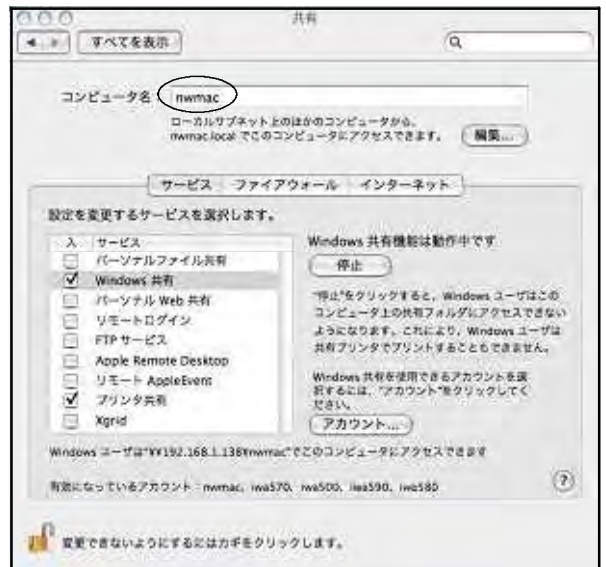 共有
すべてを表示
コンピュータ名:
nwmac
ローカルサブネット上のほかのコンピュータから、
nwmac.local でこのコンピュータにアクセスできます。
編集...
サービス ファイアウォール インターネット
設定を変更するサービスを選択します。
入 サービス
パーソナルファイル共有
Windows 共有
パーソナル Web 共有
リモートログイン
FTP サービス
Apple Remote Desktop
リモート AppleEvent
プリンタ共有
Xgrid
Windows 共有機能は動作中です
停止
"停止"をクリックすると、Windows ユーザはこの
コンピュータ上の共有フォルダにアクセスできない
ようになります。これにより、Windows ユーザは
共有プリンタでプリントすることもできません。
Windows 共有を使用できるアカウントを選
択するには、"アカウント"をクリックしてく
ださい。
アカウント...
Windows ユーザは"¥¥192.168.1.138¥nwmac"でこのコンピュータにアクセスできます
有効になっているアカウント:nwmac、iwa570、iwa500、iwa590、iwa580
?
変更できないようにするにはカギをクリックします。